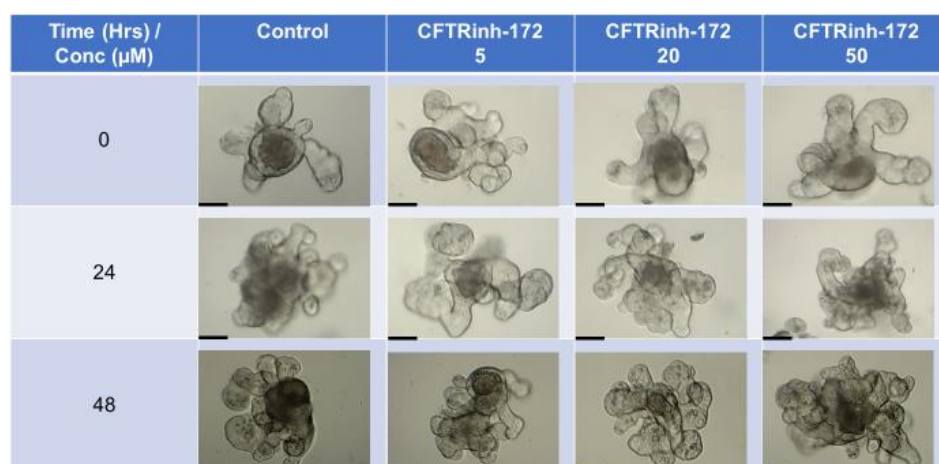 Time (Hrs) / Control CFTRinh-172 CFTRinh-172 CFTRinh-172
Conc (µM) 5 20 50
0
24
48